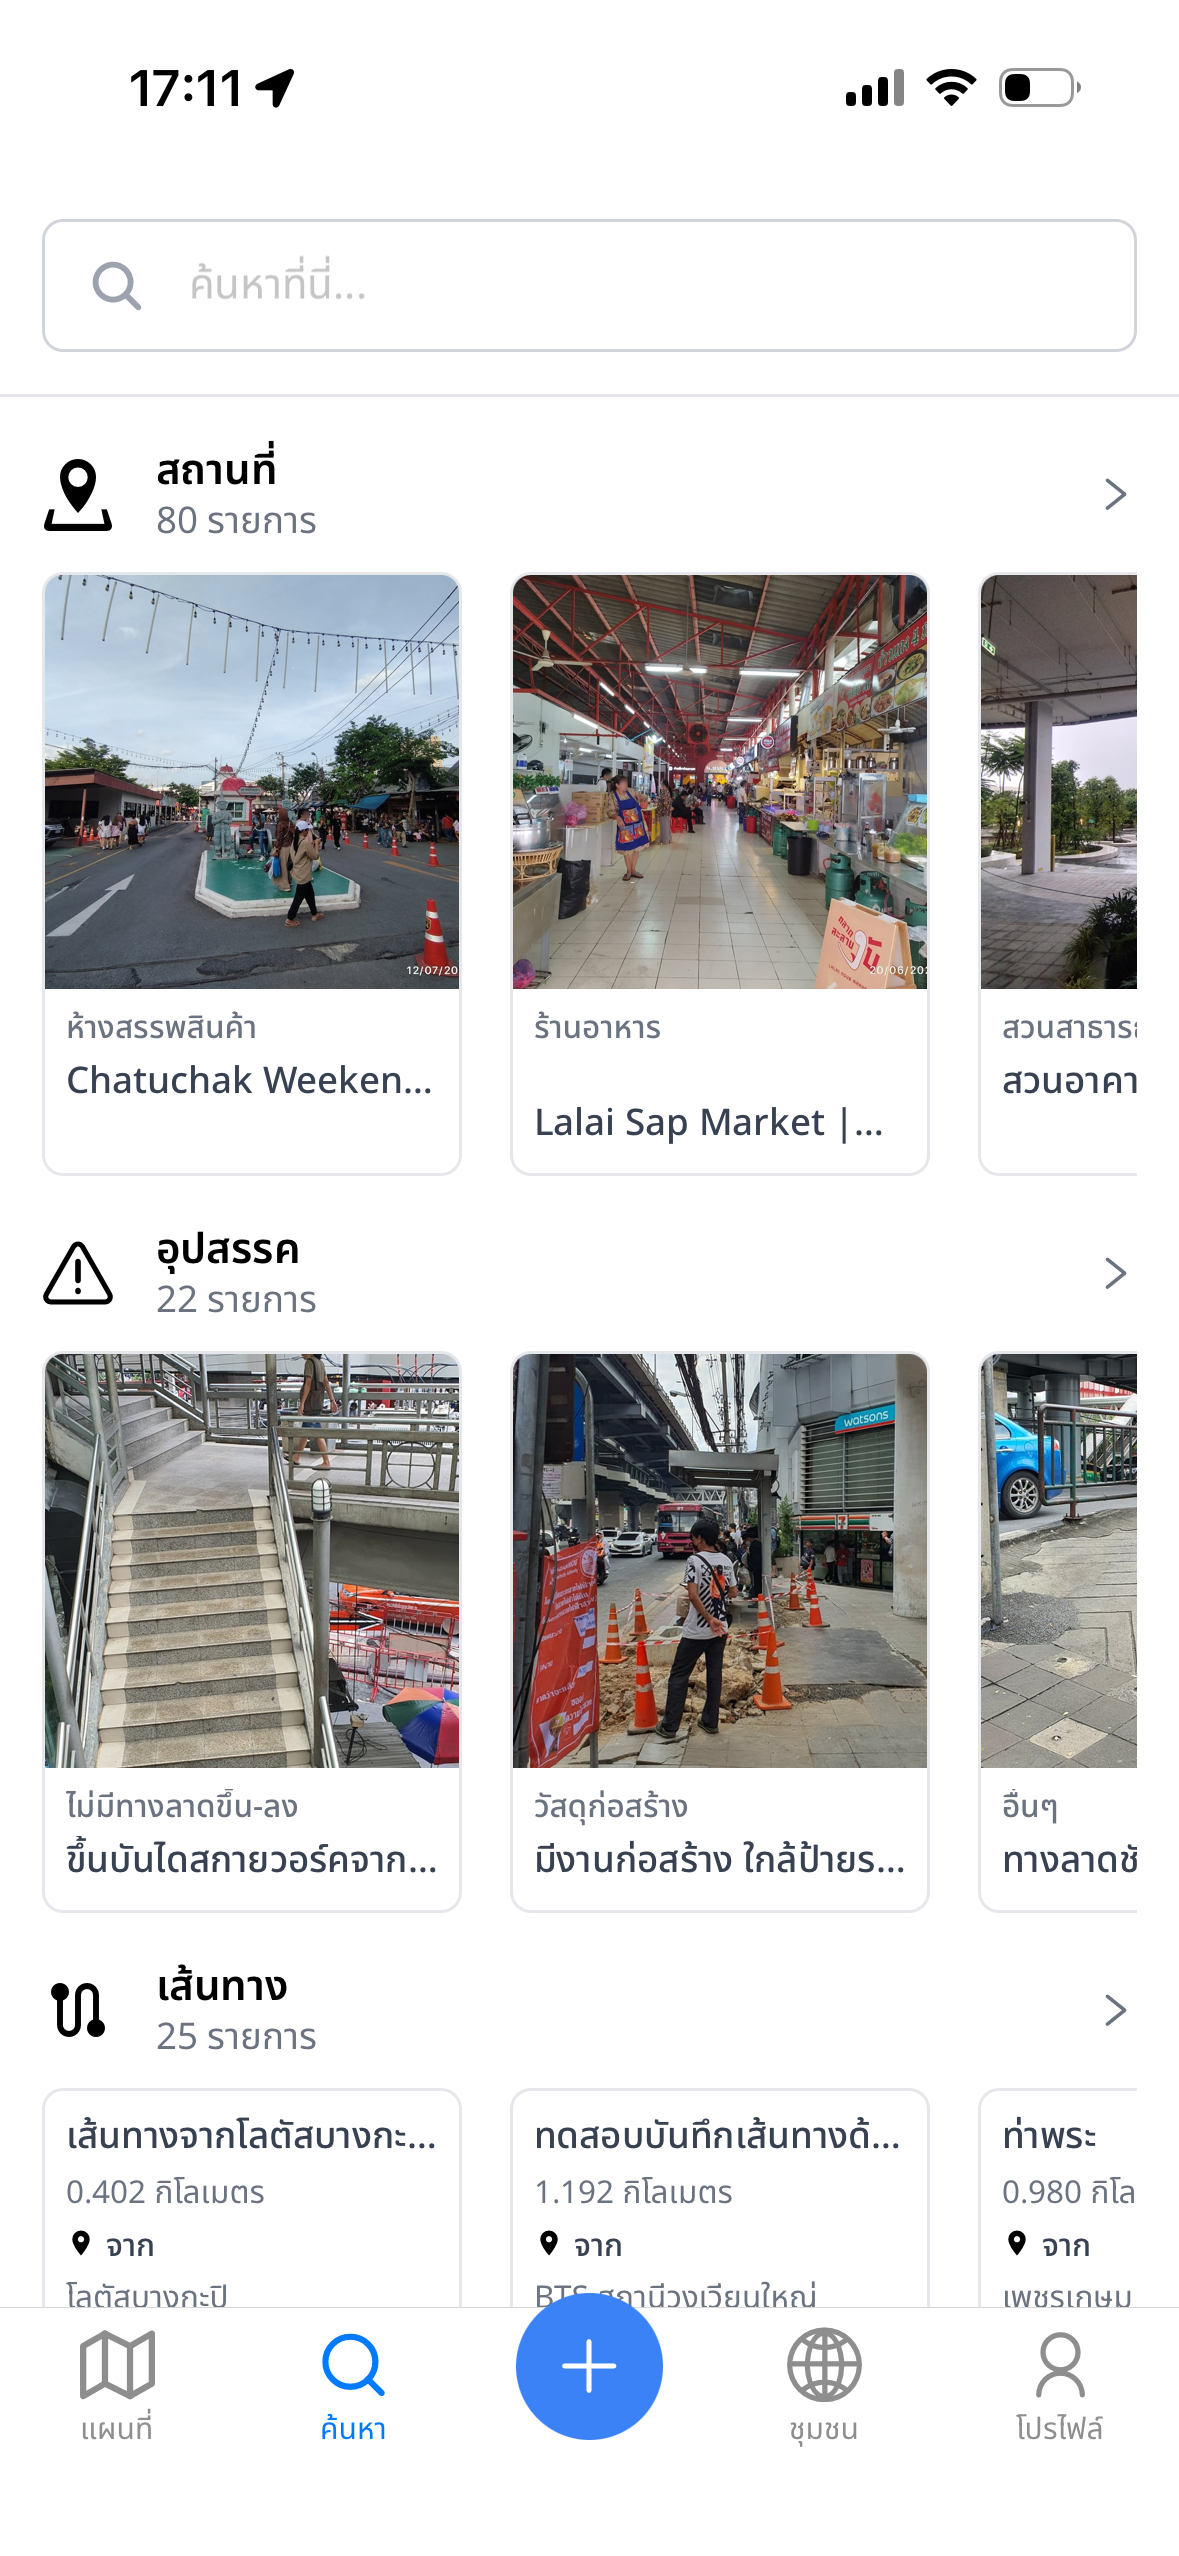 17:11
ค้นหาที่นี่...
สถานที่
80 รายการ
12/07/20
20/06/202
ห้างสรรพสินค้า
Chatuchak Weeken...
ร้านอาหาร
Lalai Sap Market |...
สวนสาธารณ
สวนอาคา
อุปสรรค
22 รายการ
watsons
ไม่มีทางลาดขึ้น-ลง
ขึ้นบันไดสกายวอร์คจาก...
วัสดุก่อสร้าง
มีงานก่อสร้าง ใกล้ป้ายร...
อื่นๆ
ทางลาดชั
เส้นทาง
25 รายการ
เส้นทางจากโลตัสบางกะ...
0.402 กิโลเมตร
จาก
โลตัสบางกะปิ
ทดสอบบันทึกเส้นทางด้...
1.192 กิโลเมตร
จาก
BTS สถานีวงเวียนใหญ่
ท่าพระ
0.980 กิโล
จาก
เพชรเกษม
แผนที่
ค้นหา
ชุมชน
โปรไฟล์